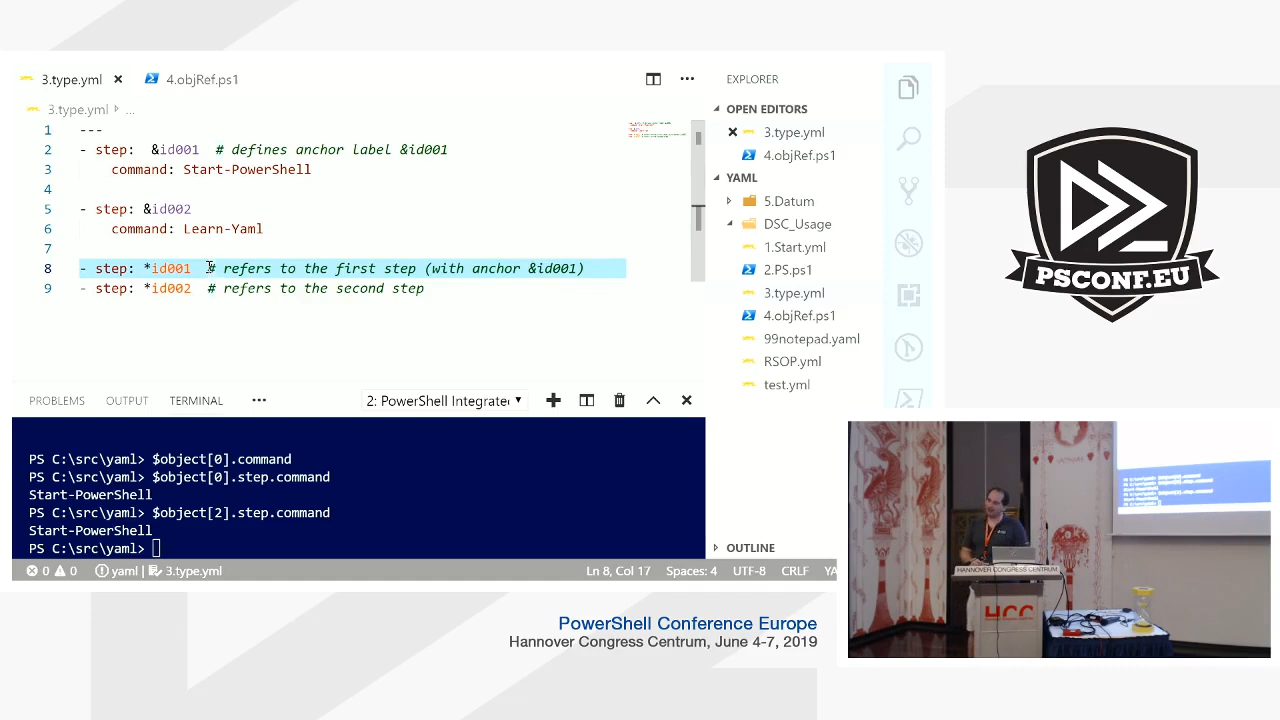 3.type.yml
4.objRef.ps1
3.type.yml ...
1 ---
2 - step:  &id001  # defines anchor label &id001
3 command: Start-PowerShell
4
5 - step: &id002
6 command: Learn-Yaml
7
8 - step: *id001  # refers to the first step (with anchor &id001)
9 - step: *id002  # refers to the second step
EXPLORER
OPEN EDITORS
3.type.yml
4.objRef.ps1
YAML
5.Datum
DSC_Usage
1.Start.yml
2.PS.ps1
3.type.yml
4.objRef.ps1
99notepad.yaml
RSOP.yml
test.yml
OUTLINE
PROBLEMS OUTPUT TERMINAL ... 2: PowerShell Integrate
PS C:\src\yaml> $object[0].command
PS C:\src\yaml> $object[0].step.command
Start-PowerShell
PS C:\src\yaml> $object[2].step.command
Start-PowerShell
PS C:\src\yaml>
0 0 yaml | 3.type.yml Ln 8, Col 17 Spaces: 4 UTF-8 CRLF YA
PSCONF.EU
HANNOVER CONGRESS CENTRUM
HCC
PowerShell Conference Europe
Hannover Congress Centrum, June 4-7, 2019